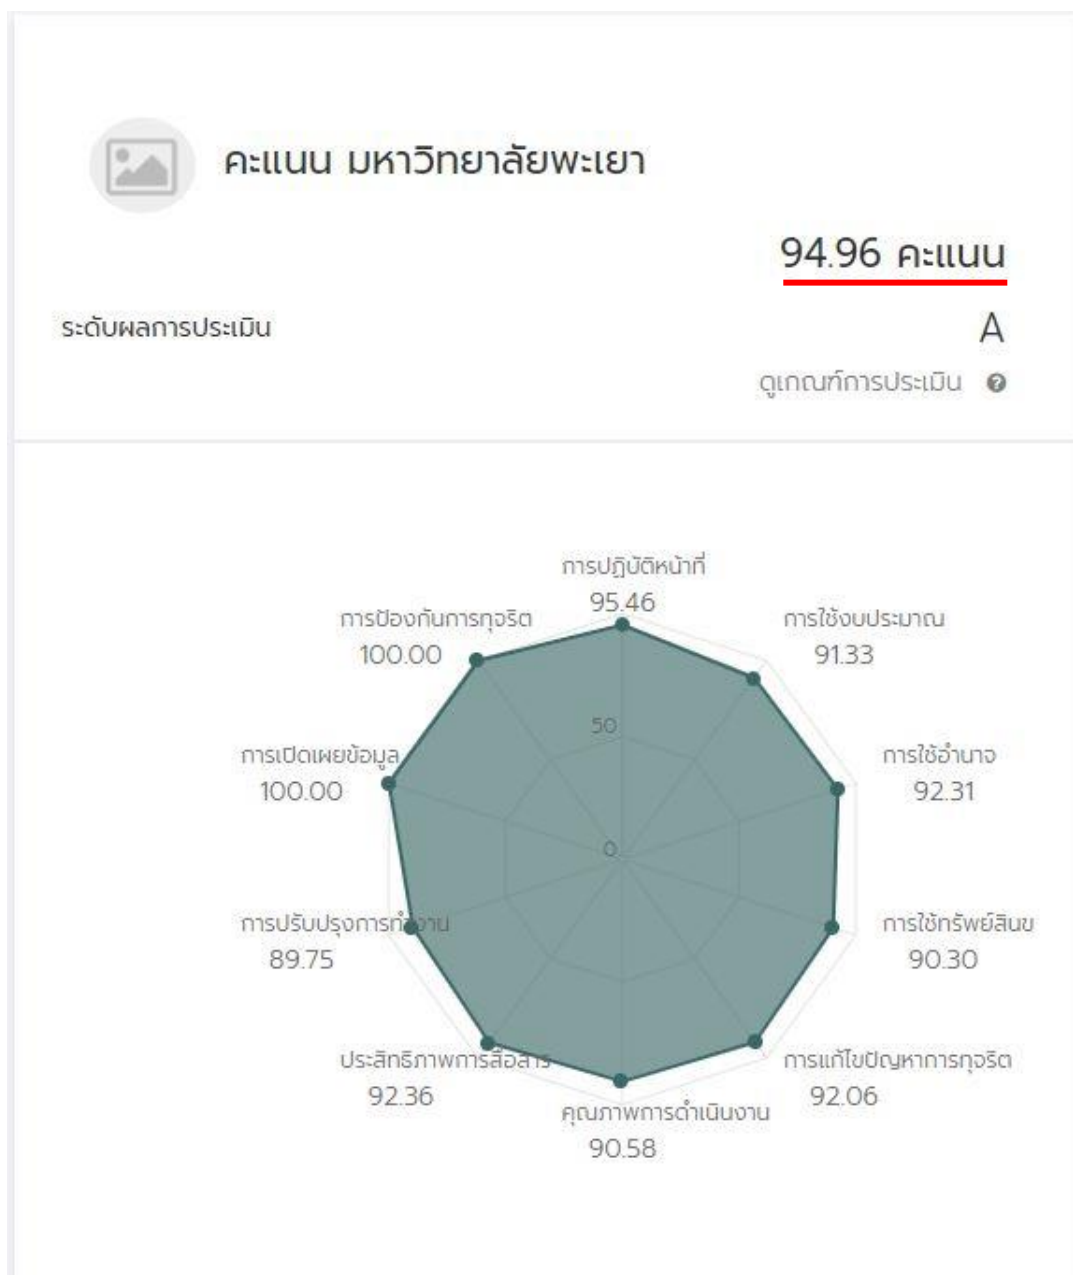 คะแนน มหาวิทยาลัยพะเยา
94.96 คะแนน
ระดับผลการประเมิน A
ดูเกณฑ์การประเมิน
การปฏิบัติหน้าที่
95.46
การใช้งบประมาณ
91.33
การใช้อำนาจ
92.31
การใช้ทรัพย์สินข
90.30
การแก้ไขปัญหาการทุจริต
92.06
คุณภาพการดำเนินงาน
90.58
ประสิทธิภาพการสื่อสาร
92.36
การปรับปรุงการทำงาน
89.75
การเปิดเผยข้อมูล
100.00
การป้องกันการทุจริต
100.00
50
0